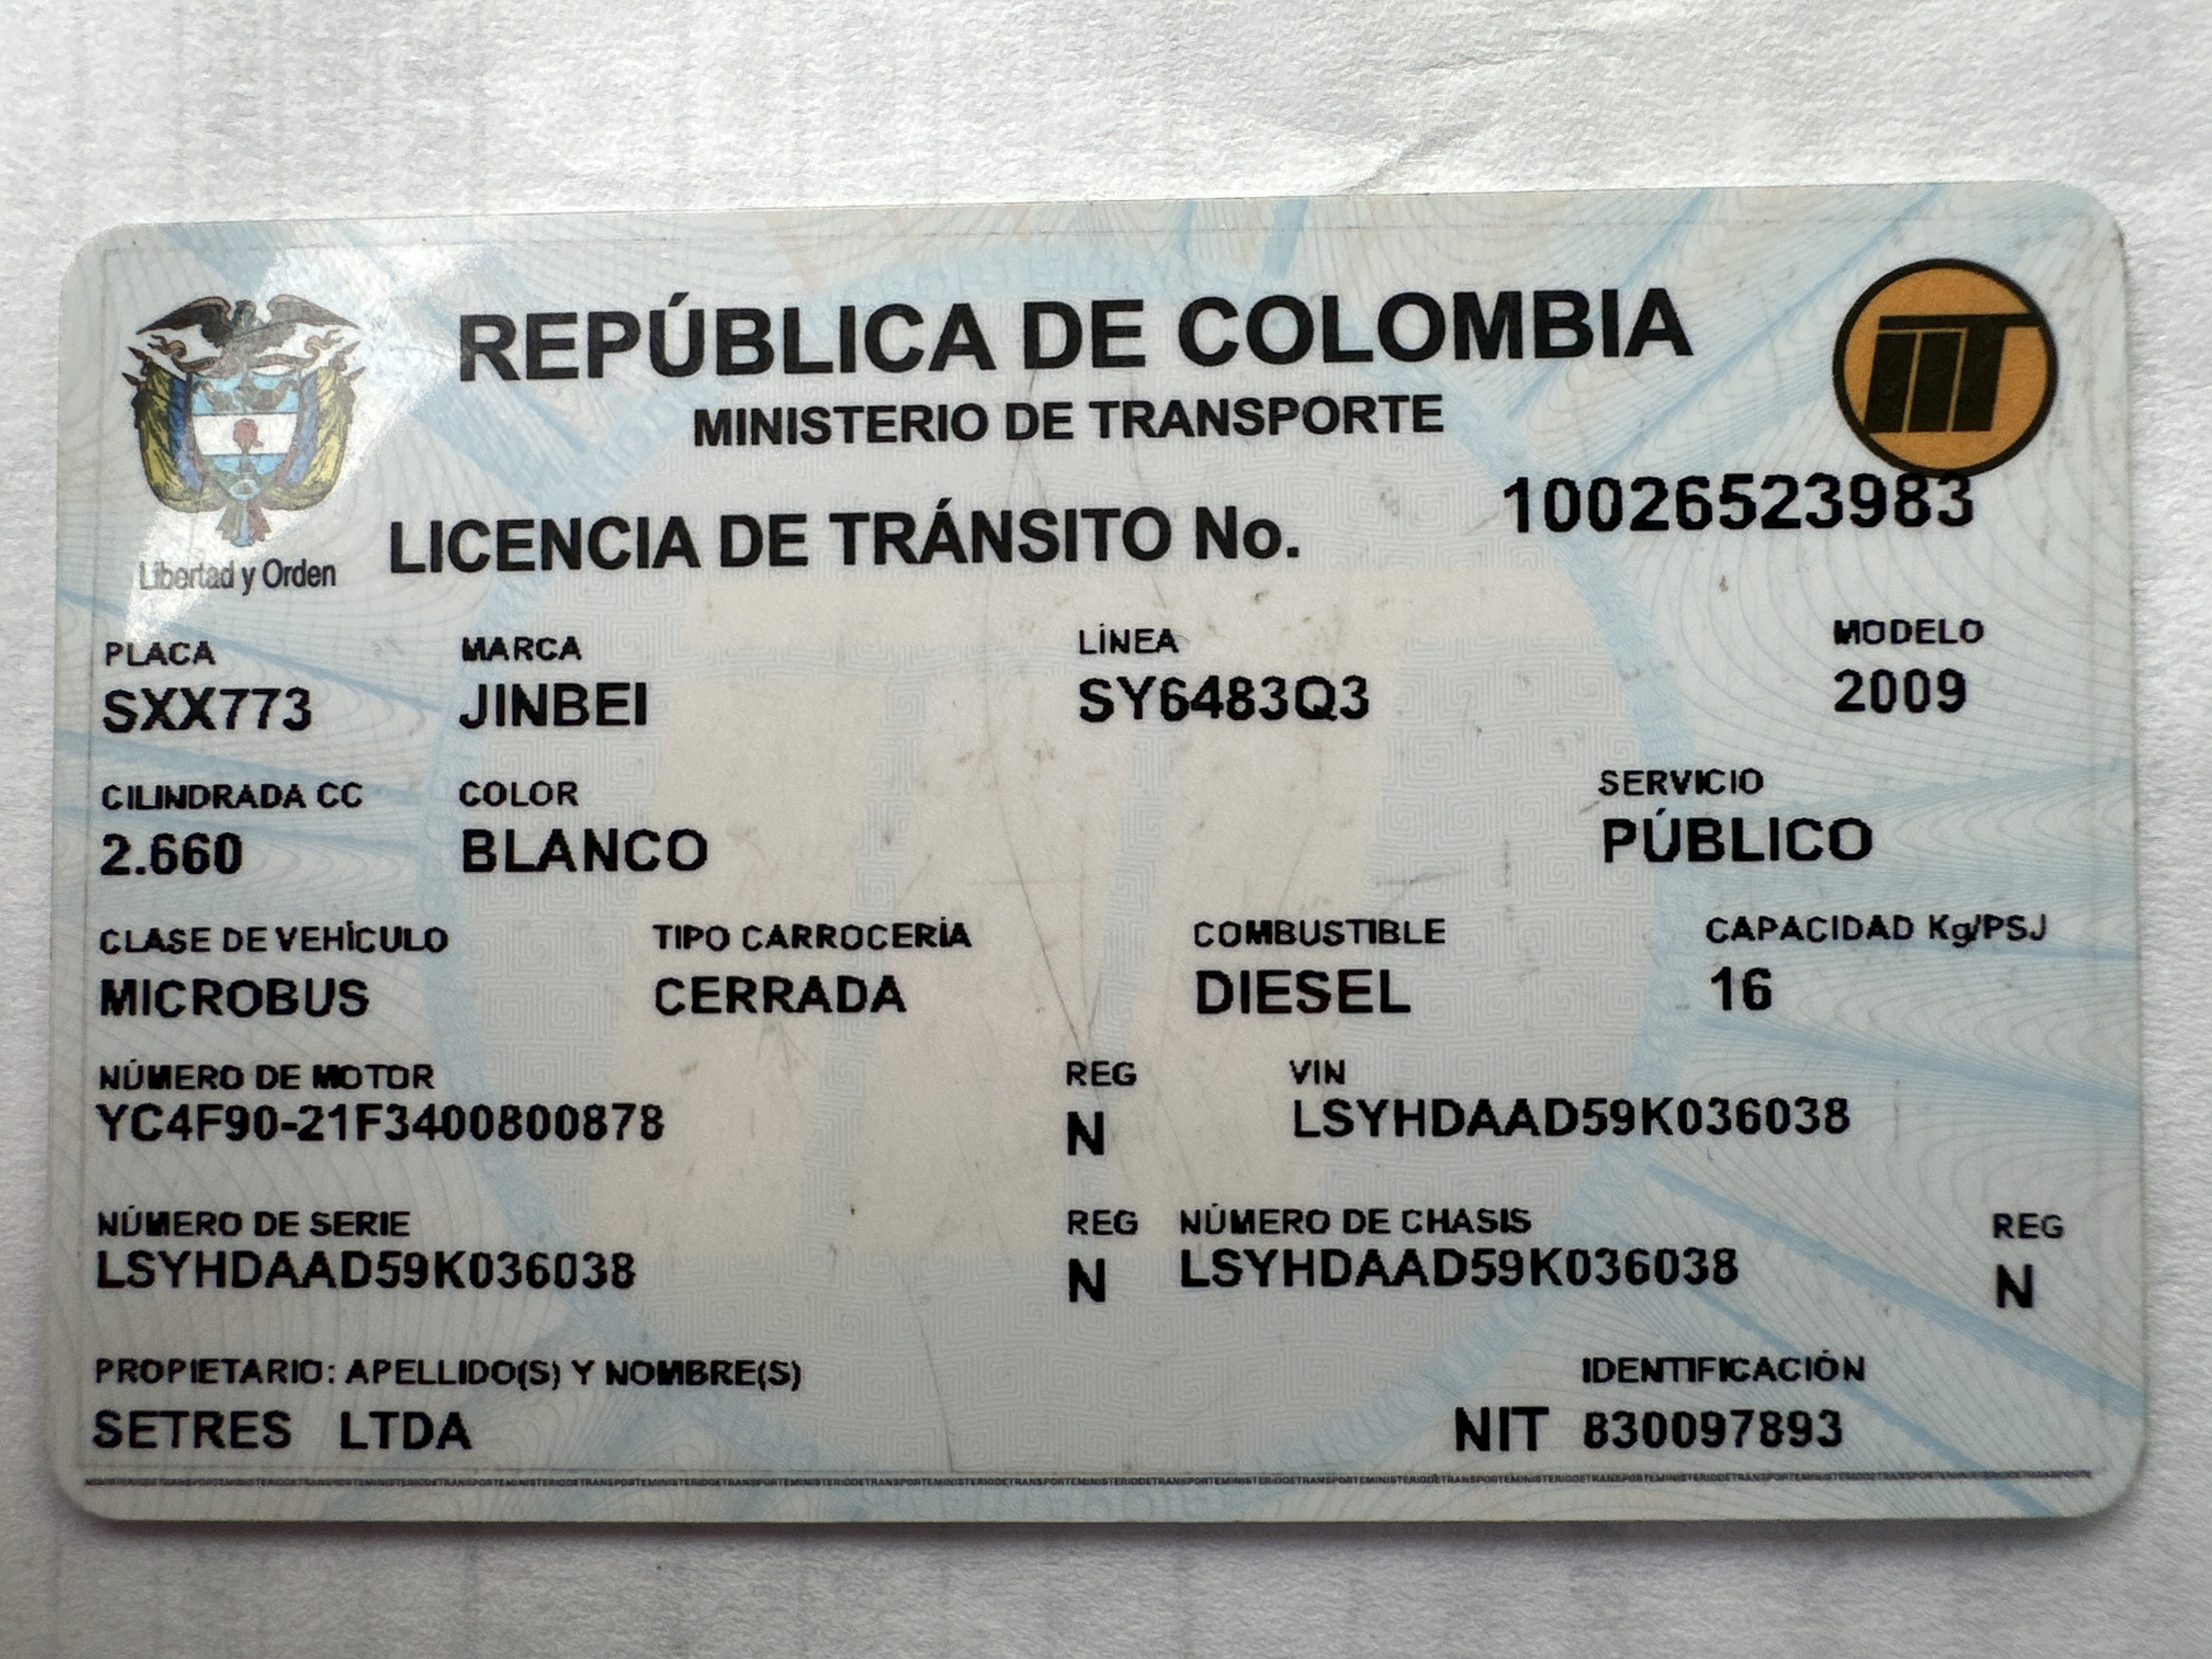 REPÚBLICA DE COLOMBIA
MINISTERIO DE TRANSPORTE
Libertad y Orden
LICENCIA DE TRÁNSITO No. 10026523983
PLACA MARCA LÍNEA MODELO
SXX773 JINBEI SY6483Q3 2009
CILINDRADA CC COLOR SERVICIO
2.660 BLANCO PÚBLICO
CLASE DE VEHÍCULO TIPO CARROCERÍA COMBUSTIBLE CAPACIDAD Kg/PSJ
MICROBUS CERRADA DIESEL 16
NÚMERO DE MOTOR REG VIN
YC4F90-21F3400800878 N LSYHDAAD59K036038
NÚMERO DE SERIE REG NÚMERO DE CHASIS REG
LSYHDAAD59K036038 N LSYHDAAD59K036038 N
PROPIETARIO: APELLIDO(S) Y NOMBRE(S) IDENTIFICACIÓN
SETRES LTDA NIT 830097893